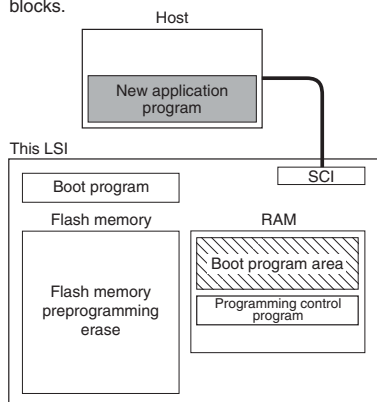 blocks.
Host
New application
program
This LSI
SCI
Boot program
Flash memory
RAM
Boot program area
Flash memory
preprogramming
erase
Programming control
program